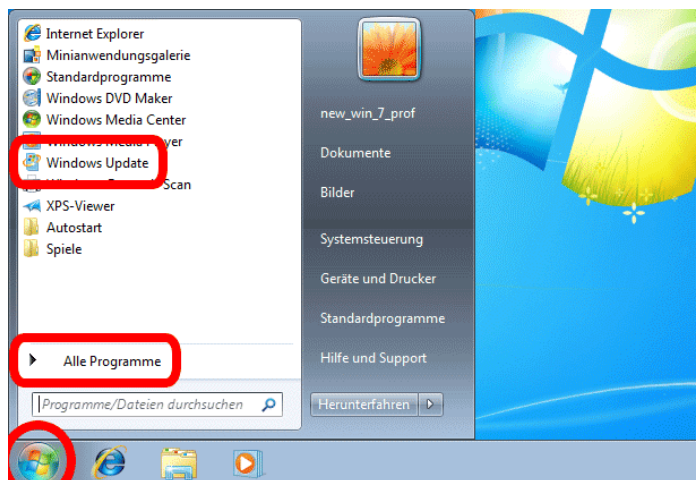 Internet Explorer
Minianwendungsgalerie
Standardprogramme
Windows DVD Maker
Windows Media Center
Windows Update
Scan
XPS-Viewer
Autostart
Spiele
Alle Programme
Programme/Dateien durchsuchen
new_win_7_prof
Dokumente
Bilder
Systemsteuerung
Geräte und Drucker
Standardprogramme
Hilfe und Support
Herunterfahren